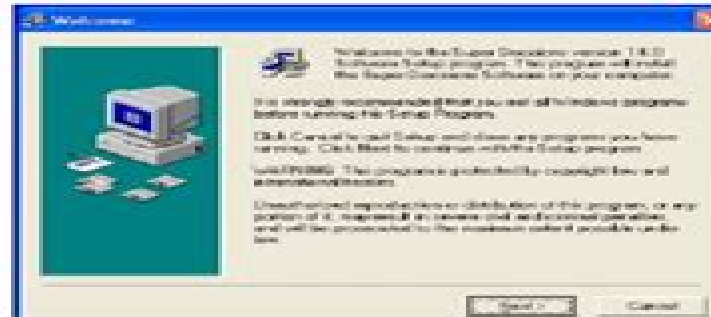 Welcome
Welcome to the Super Decisions version 1.6.0
Software Setup program. This program will install
the Super Decisions Software on your computer.
It is strongly recommended that you exit all Windows programs
before running this Setup Program.
Click Cancel to quit Setup and close any programs you have
running. Click Next to continue with the Setup program.
WARNING: This program is protected by copyright law and
international treaties.
Unauthorized reproduction or distribution of this program, or any
portion of it, may result in severe civil and criminal penalties,
and will be prosecuted to the maximum extent possible under
law.
Next >
Cancel